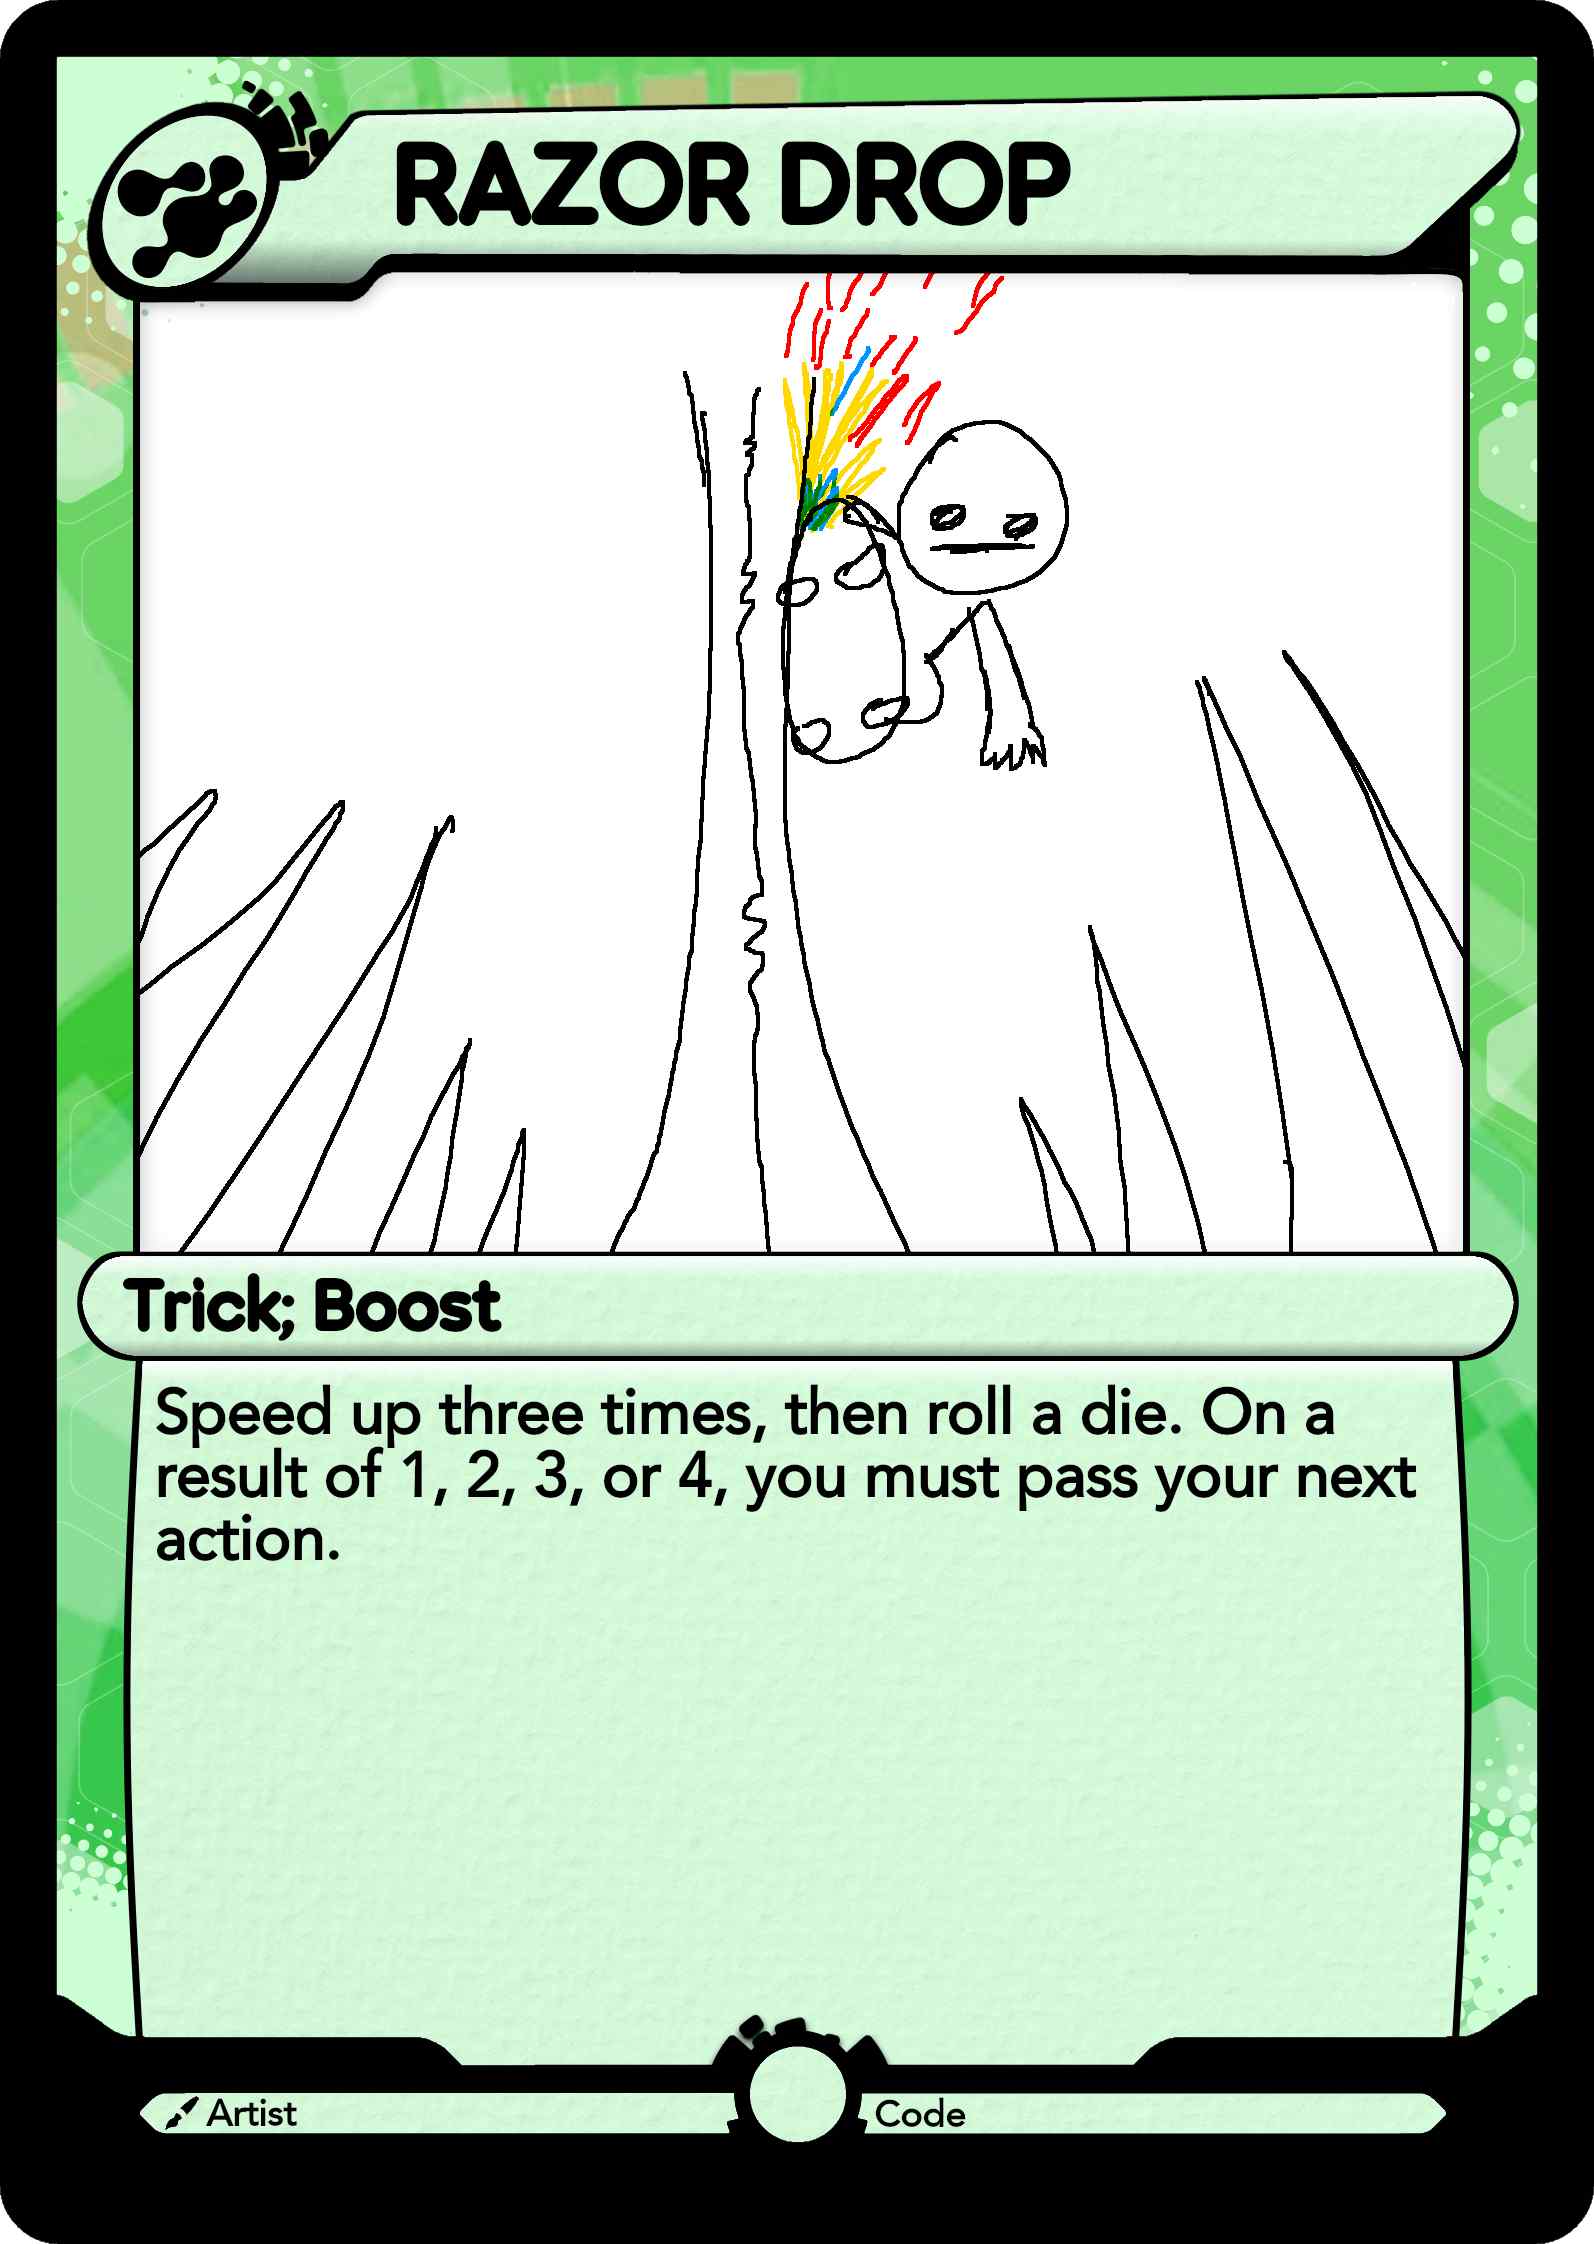 RAZOR DROP
Trick; Boost
Speed up three times, then roll a die. On a
result of 1, 2, 3, or 4, you must pass your next
action.
Artist
Code